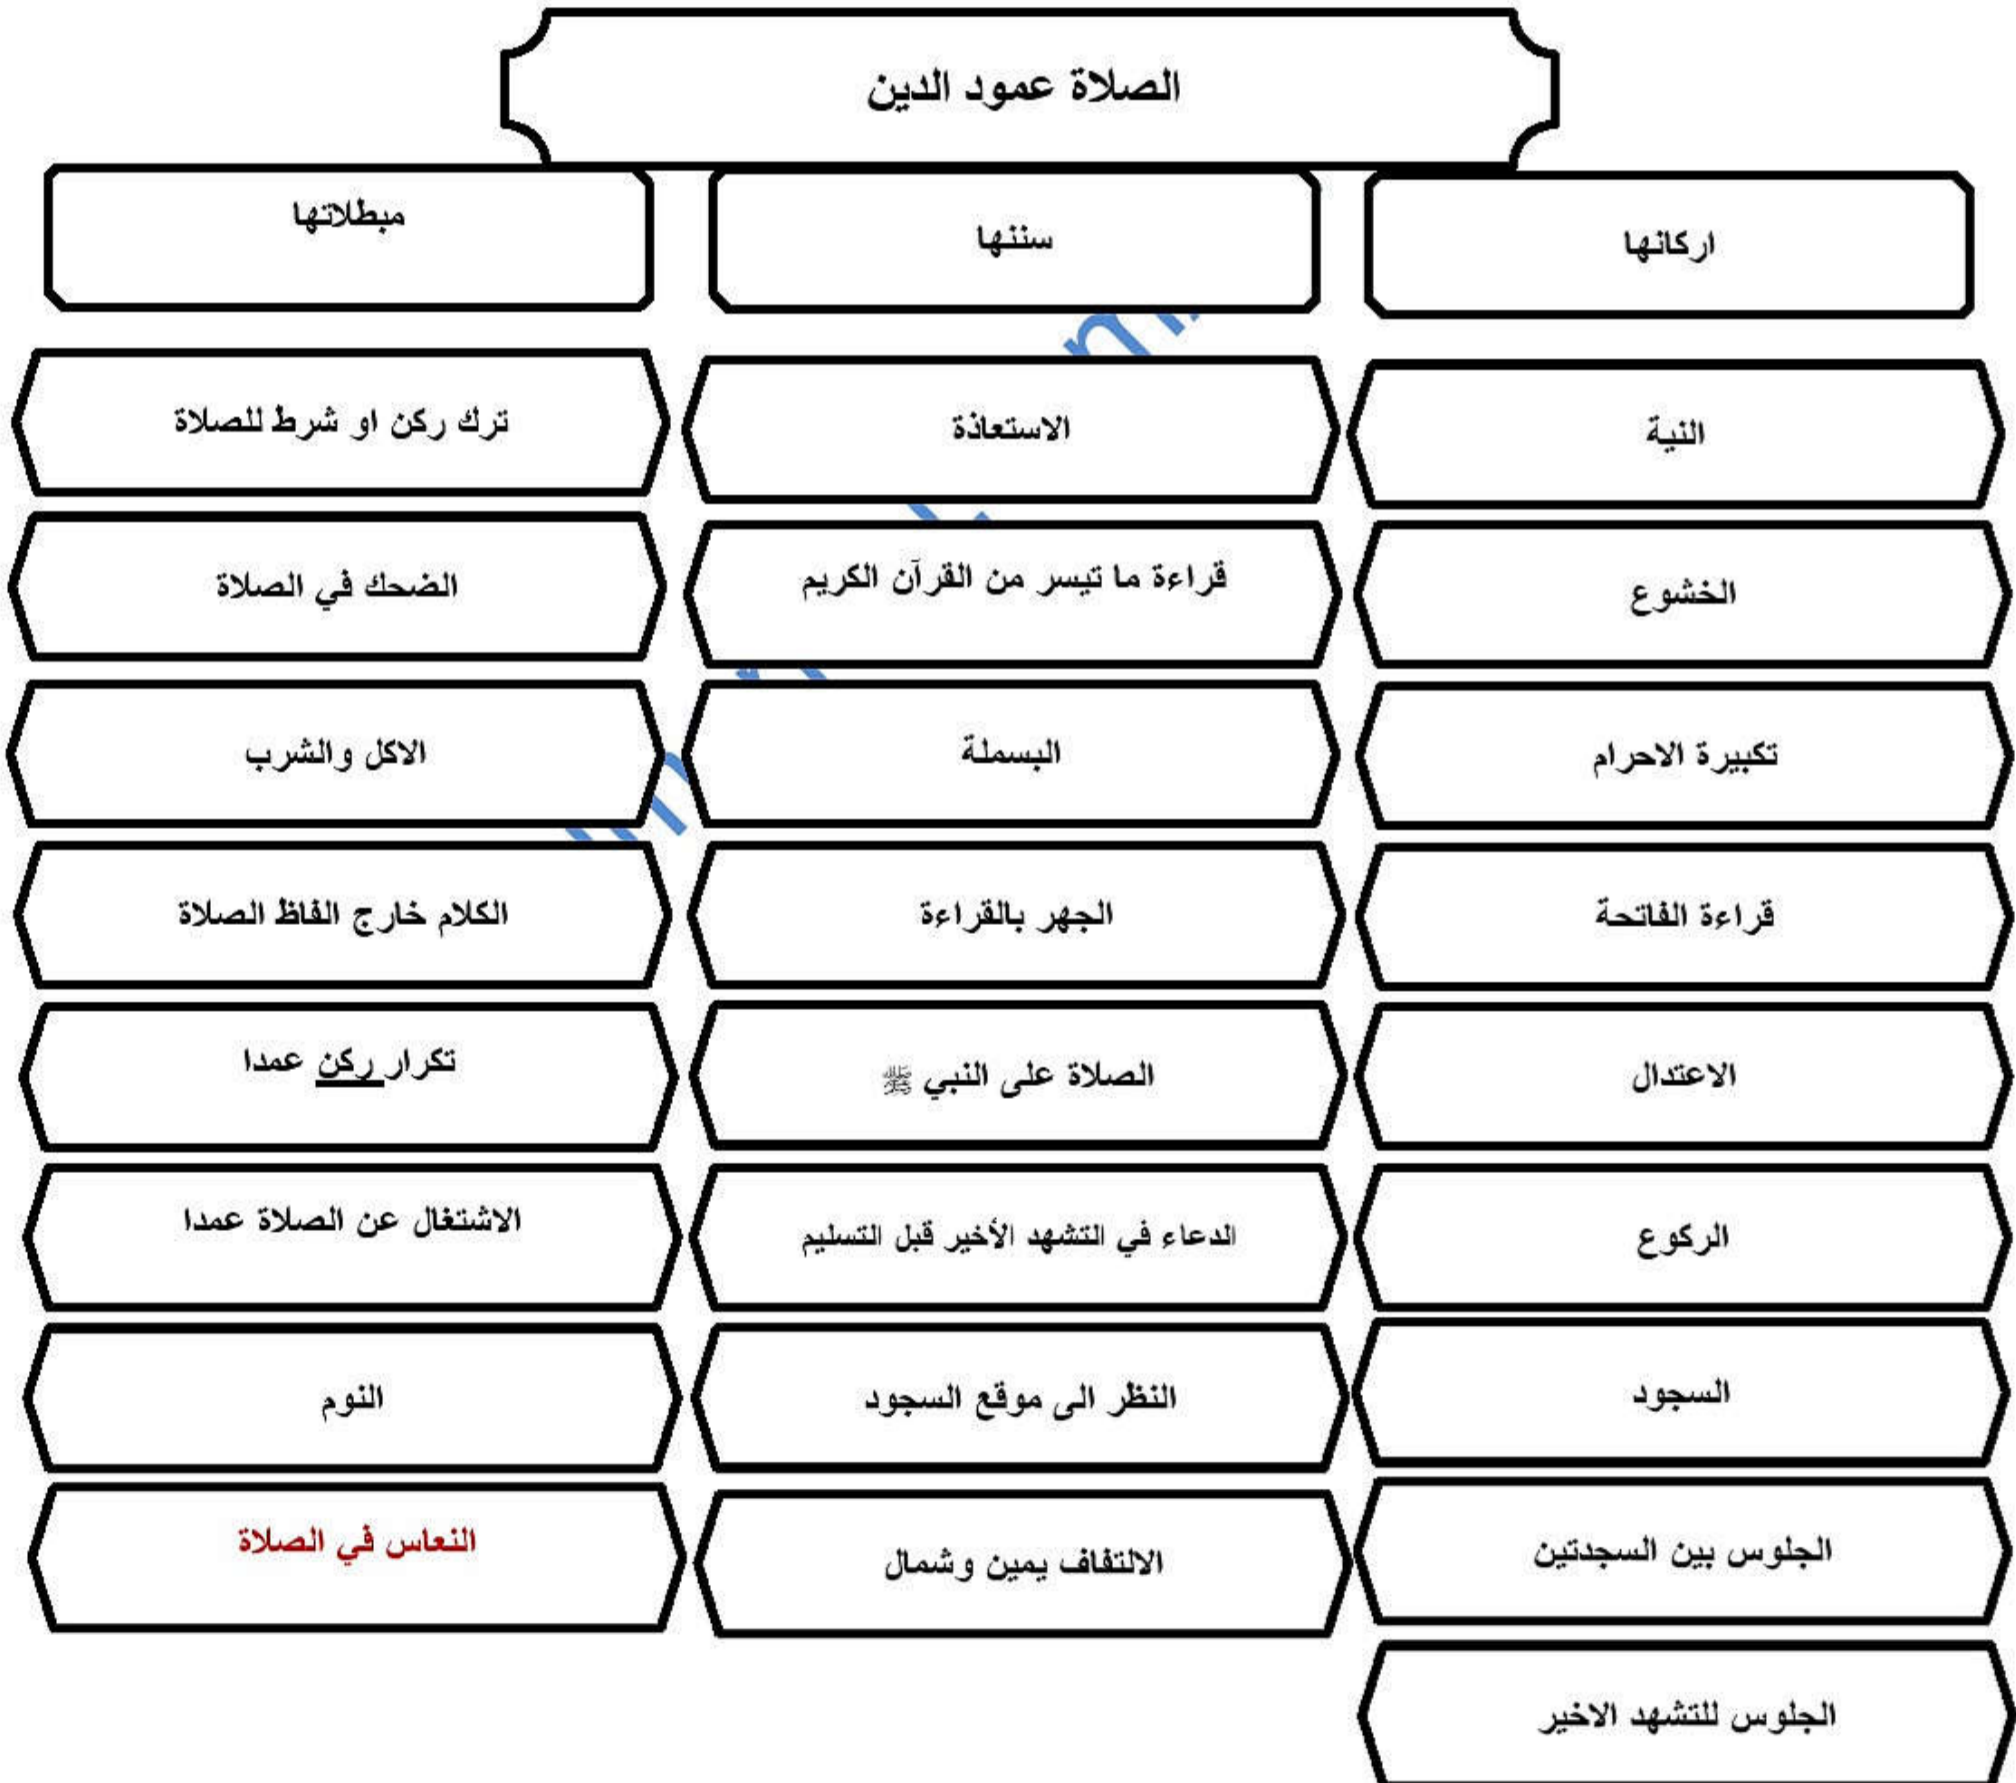 الصلاة عمود الدين
اركانها
سننها
مبطلاتها
النية
الاستعاذة
ترك ركن او شرط للصلاة
الخشوع
قراءة ما تيسر من القرآن الكريم
الضحك في الصلاة
تكبيرة الاحرام
البسملة
الاكل والشرب
قراءة الفاتحة
الجهر بالقراءة
الكلام خارج الفاظ الصلاة
الاعتدال
الصلاة على النبي ﷺ
تكرار ركن عمدا
الركوع
الدعاء في التشهد الأخير قبل التسليم
الاشتغال عن الصلاة عمدا
السجود
النظر الى موقع السجود
النوم
الجلوس بين السجدتين
الالتفاف يمين وشمال
النعاس في الصلاة
الجلوس للتشهد الاخير